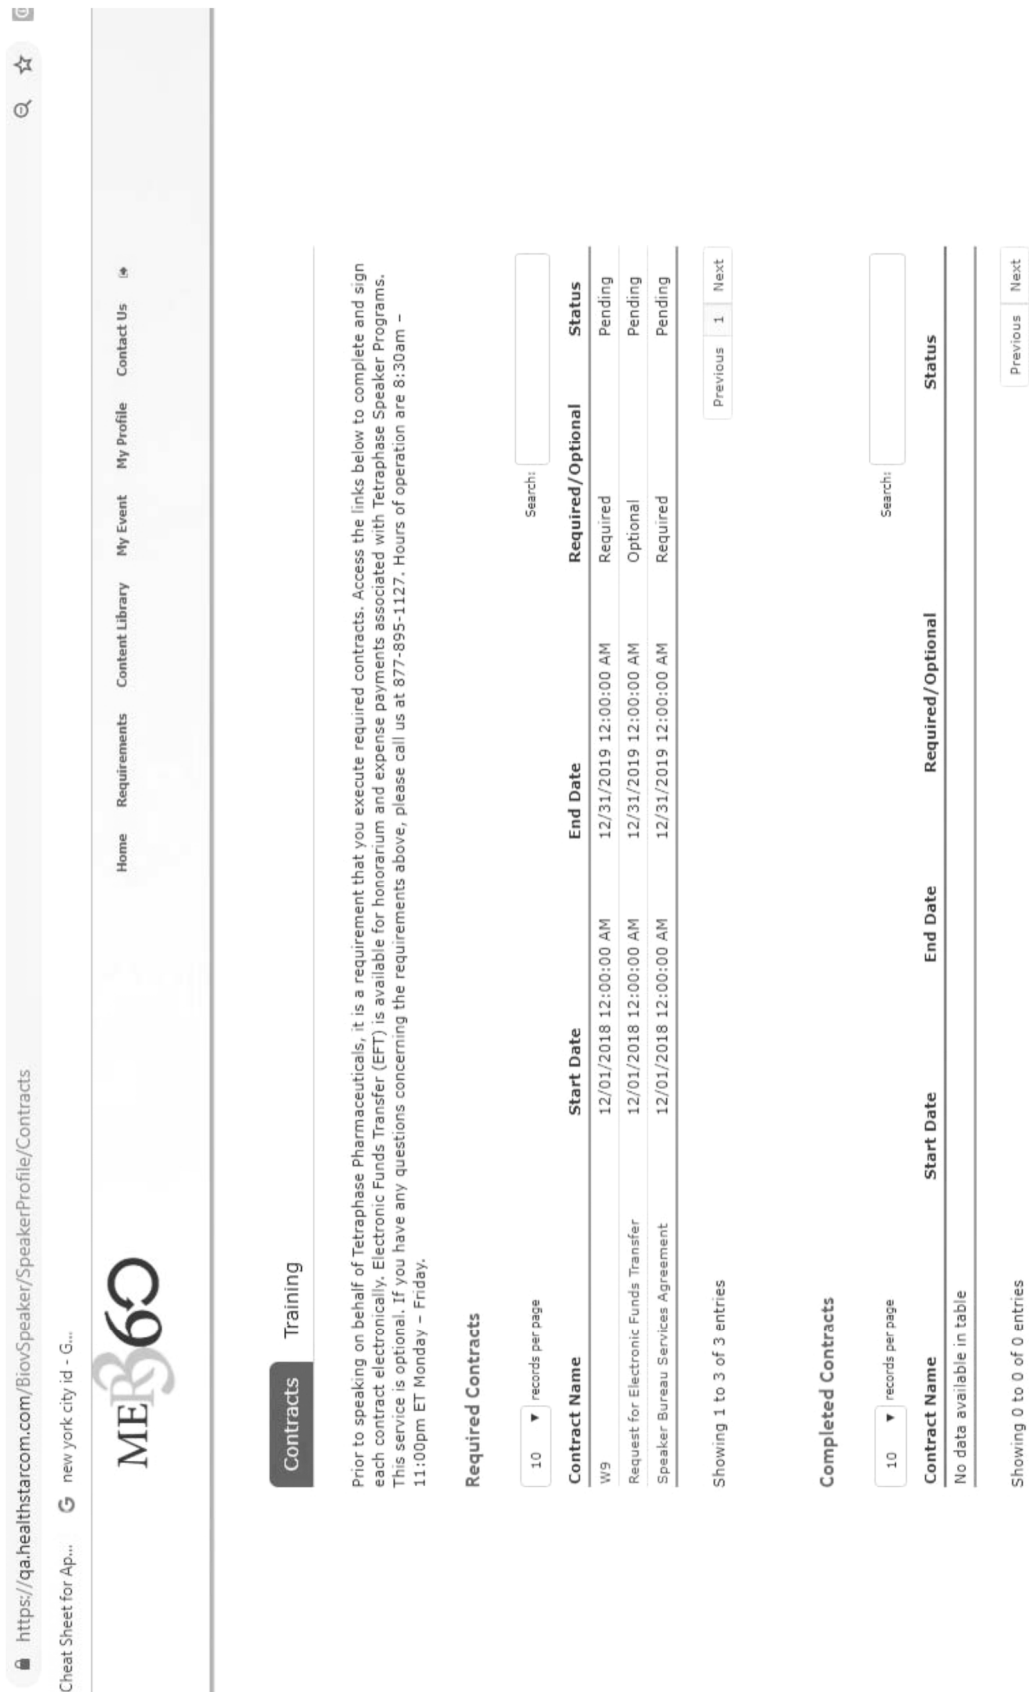 https://qa.healthstarcom.com/BiovSpeaker/SpeakerProfile/Contracts
Cheat Sheet for Ap... G new york city id - G...
MER360
Home Requirements Content Library My Event My Profile Contact Us
Contracts Training
Prior to speaking on behalf of Tetraphase Pharmaceuticals, it is a requirement that you execute required contracts. Access the links below to complete and sign
each contract electronically. Electronic Funds Transfer (EFT) is available for honorarium and expense payments associated with Tetraphase Speaker Programs.
This service is optional. If you have any questions concerning the requirements above, please call us at 877-895-1127. Hours of operation are 8:30am –
11:00pm ET Monday – Friday.
Required Contracts
10 records per page Search:
Contract Name Start Date End Date Required/Optional Status
W9 12/01/2018 12:00:00 AM 12/31/2019 12:00:00 AM Required Pending
Request for Electronic Funds Transfer 12/01/2018 12:00:00 AM 12/31/2019 12:00:00 AM Optional Pending
Speaker Bureau Services Agreement 12/01/2018 12:00:00 AM 12/31/2019 12:00:00 AM Required Pending
Showing 1 to 3 of 3 entries Previous 1 Next
Completed Contracts
10 records per page Search:
Contract Name Start Date End Date Required/Optional Status
No data available in table
Showing 0 to 0 of 0 entries Previous Next